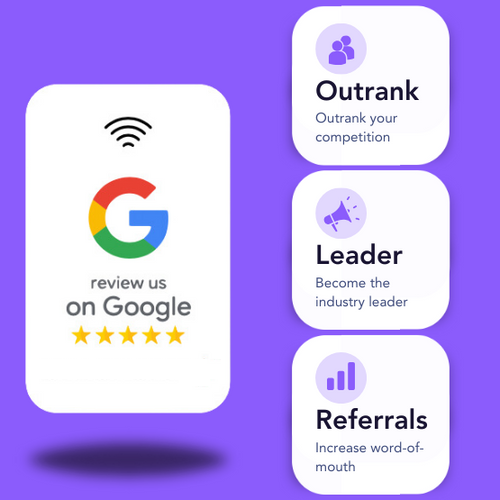 review us
on Google
Outrank
Outrank your
competition
Leader
Become the
industry leader
Referrals
Increase word-of-
mouth